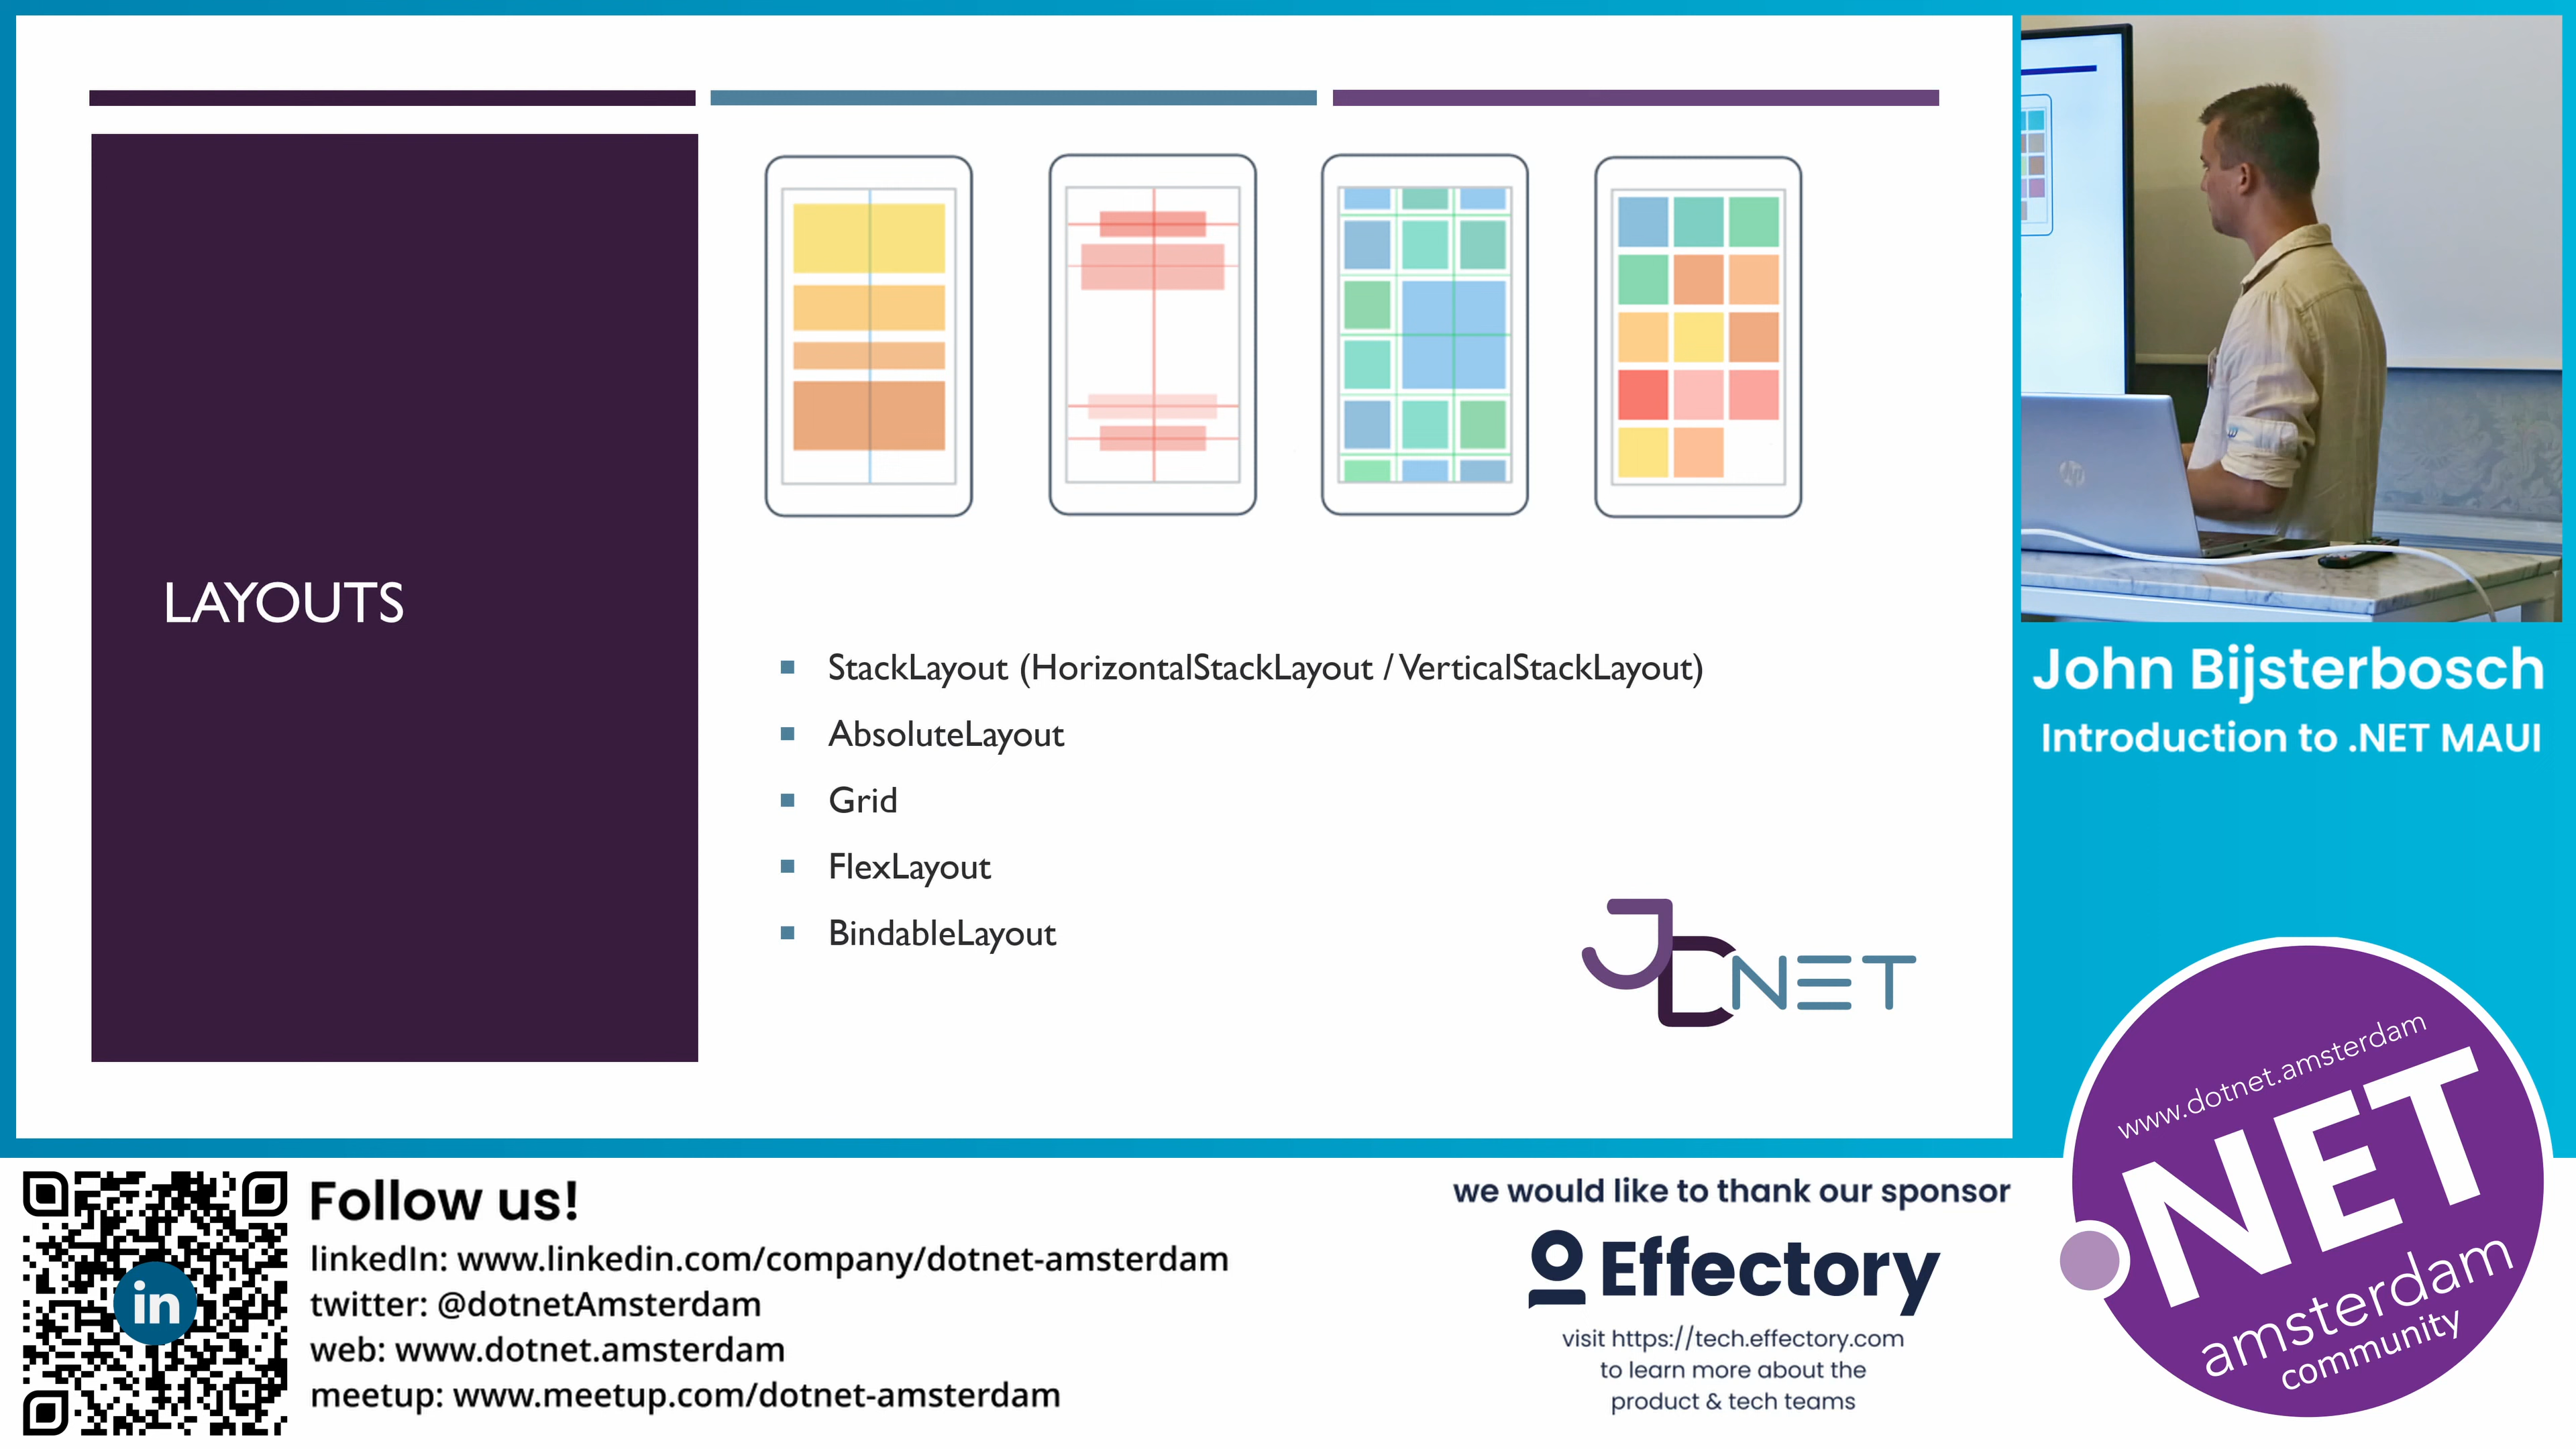 LAYOUTS
StackLayout (HorizontalStackLayout / VerticalStackLayout)
AbsoluteLayout
Grid
FlexLayout
BindableLayout
JDNET
John Bijsterbosch
Introduction to .NET MAUI
hp
www.dotnet.amsterdam
.NET
amsterdam
community
Follow us!
linkedIn: www.linkedin.com/company/dotnet-amsterdam
twitter: @dotnetAmsterdam
web: www.dotnet.amsterdam
meetup: www.meetup.com/dotnet-amsterdam
in
we would like to thank our sponsor
Effectory
visit https://tech.effectory.com
to learn more about the
product & tech teams